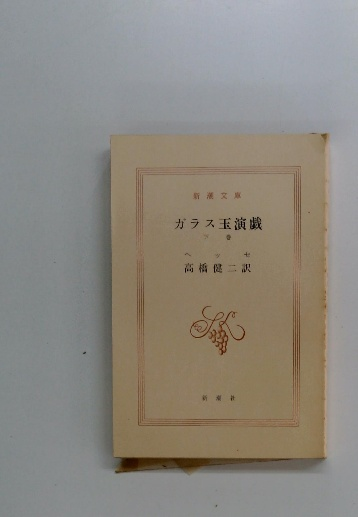 新潮文庫
ガラス玉演戯
巻
ヘッセ
高橋健二訳
新潮社